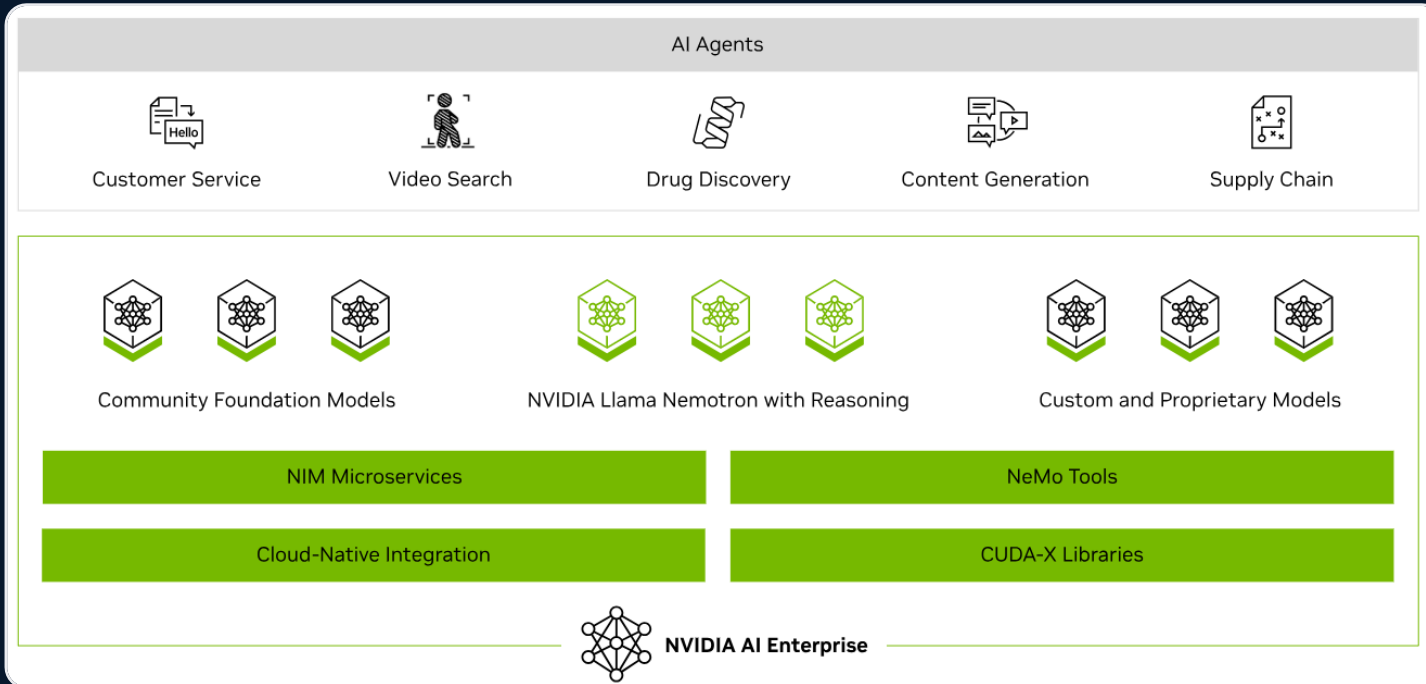 AI Agents
Hello
Customer Service
Video Search
Drug Discovery
Content Generation
Supply Chain
Community Foundation Models
NVIDIA Llama Nemotron with Reasoning
Custom and Proprietary Models
NIM Microservices
NeMo Tools
Cloud-Native Integration
CUDA-X Libraries
NVIDIA AI Enterprise